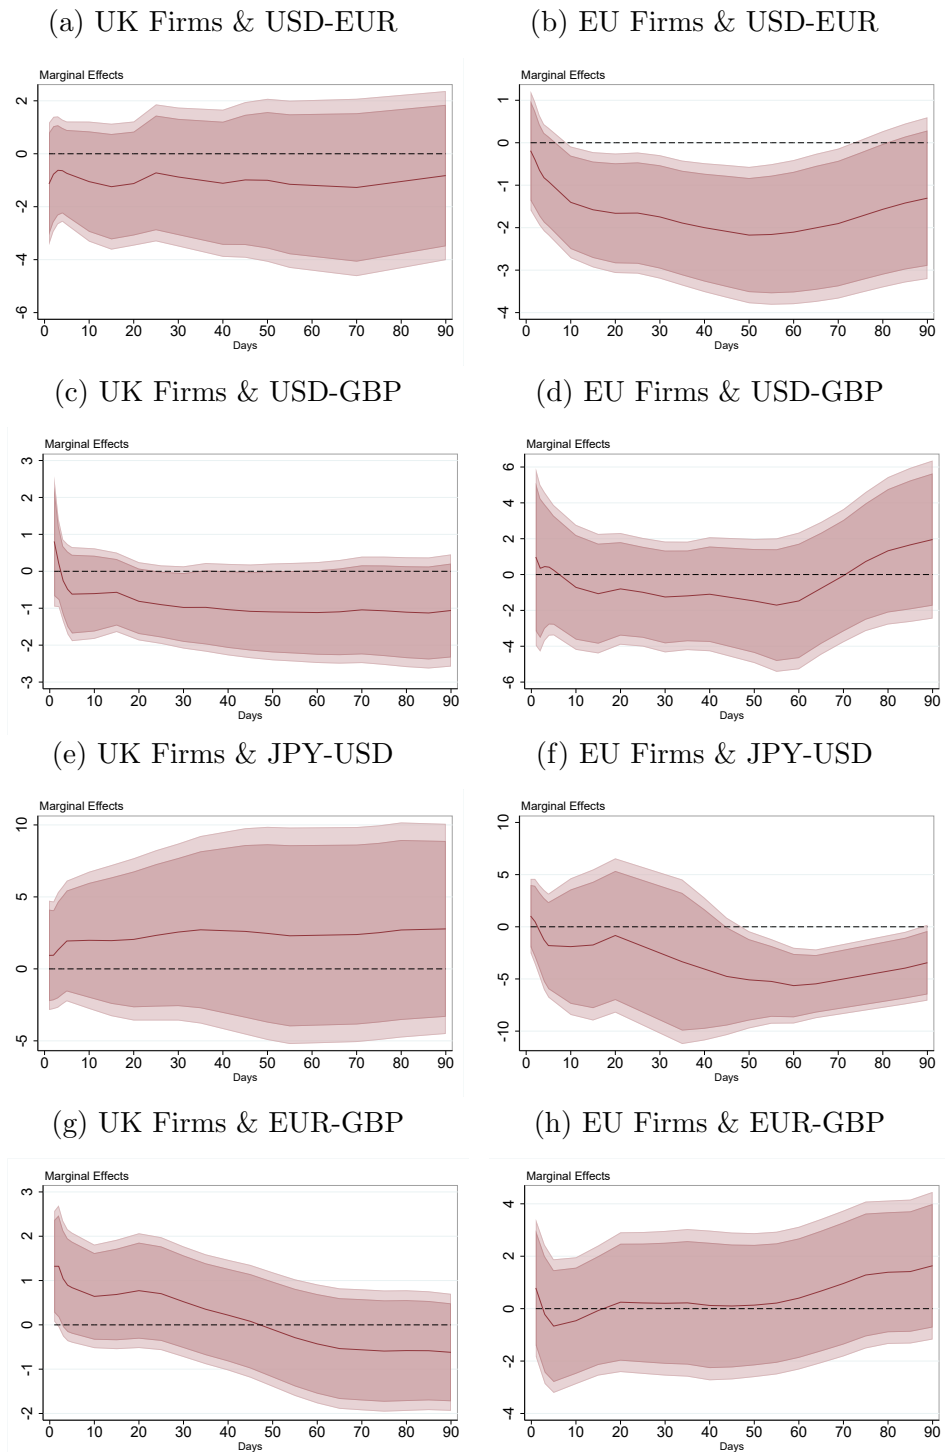 (a) UK Firms & USD-EUR
(b) EU Firms & USD-EUR
Marginal Effects
2
0
-2
-4
-6
0 10 20 30 40 50 60 70 80 90
Days
Marginal Effects
1
0
-1
-2
-3
-4
0 10 20 30 40 50 60 70 80 90
Days
(c) UK Firms & USD-GBP
(d) EU Firms & USD-GBP
Marginal Effects
3
2
1
0
-1
-2
-3
0 10 20 30 40 50 60 70 80 90
Days
Marginal Effects
6
4
2
0
-2
-4
-6
0 10 20 30 40 50 60 70 80 90
Days
(e) UK Firms & JPY-USD
(f) EU Firms & JPY-USD
Marginal Effects
10
5
0
-5
0 10 20 30 40 50 60 70 80 90
Days
Marginal Effects
10
5
0
-5
-10
0 10 20 30 40 50 60 70 80 90
Days
(g) UK Firms & EUR-GBP
(h) EU Firms & EUR-GBP
Marginal Effects
3
2
1
0
-1
-2
0 10 20 30 40 50 60 70 80 90
Days
Marginal Effects
4
2
0
-2
-4
0 10 20 30 40 50 60 70 80 90
Days